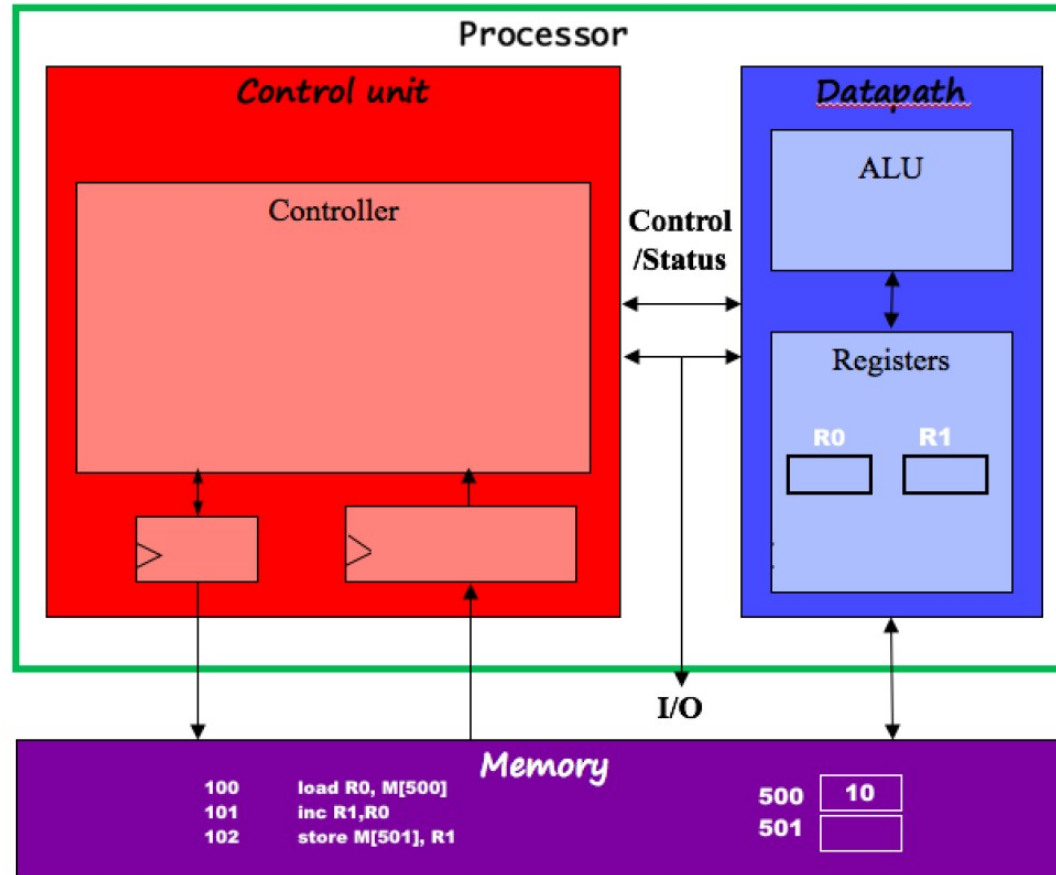 Processor
Control unit
Datapath
Controller
ALU
Control
/Status
Registers
R0 R1
I/O
Memory
100 load R0, M[500]
101 inc R1,R0
102 store M[501], R1
500 10
501